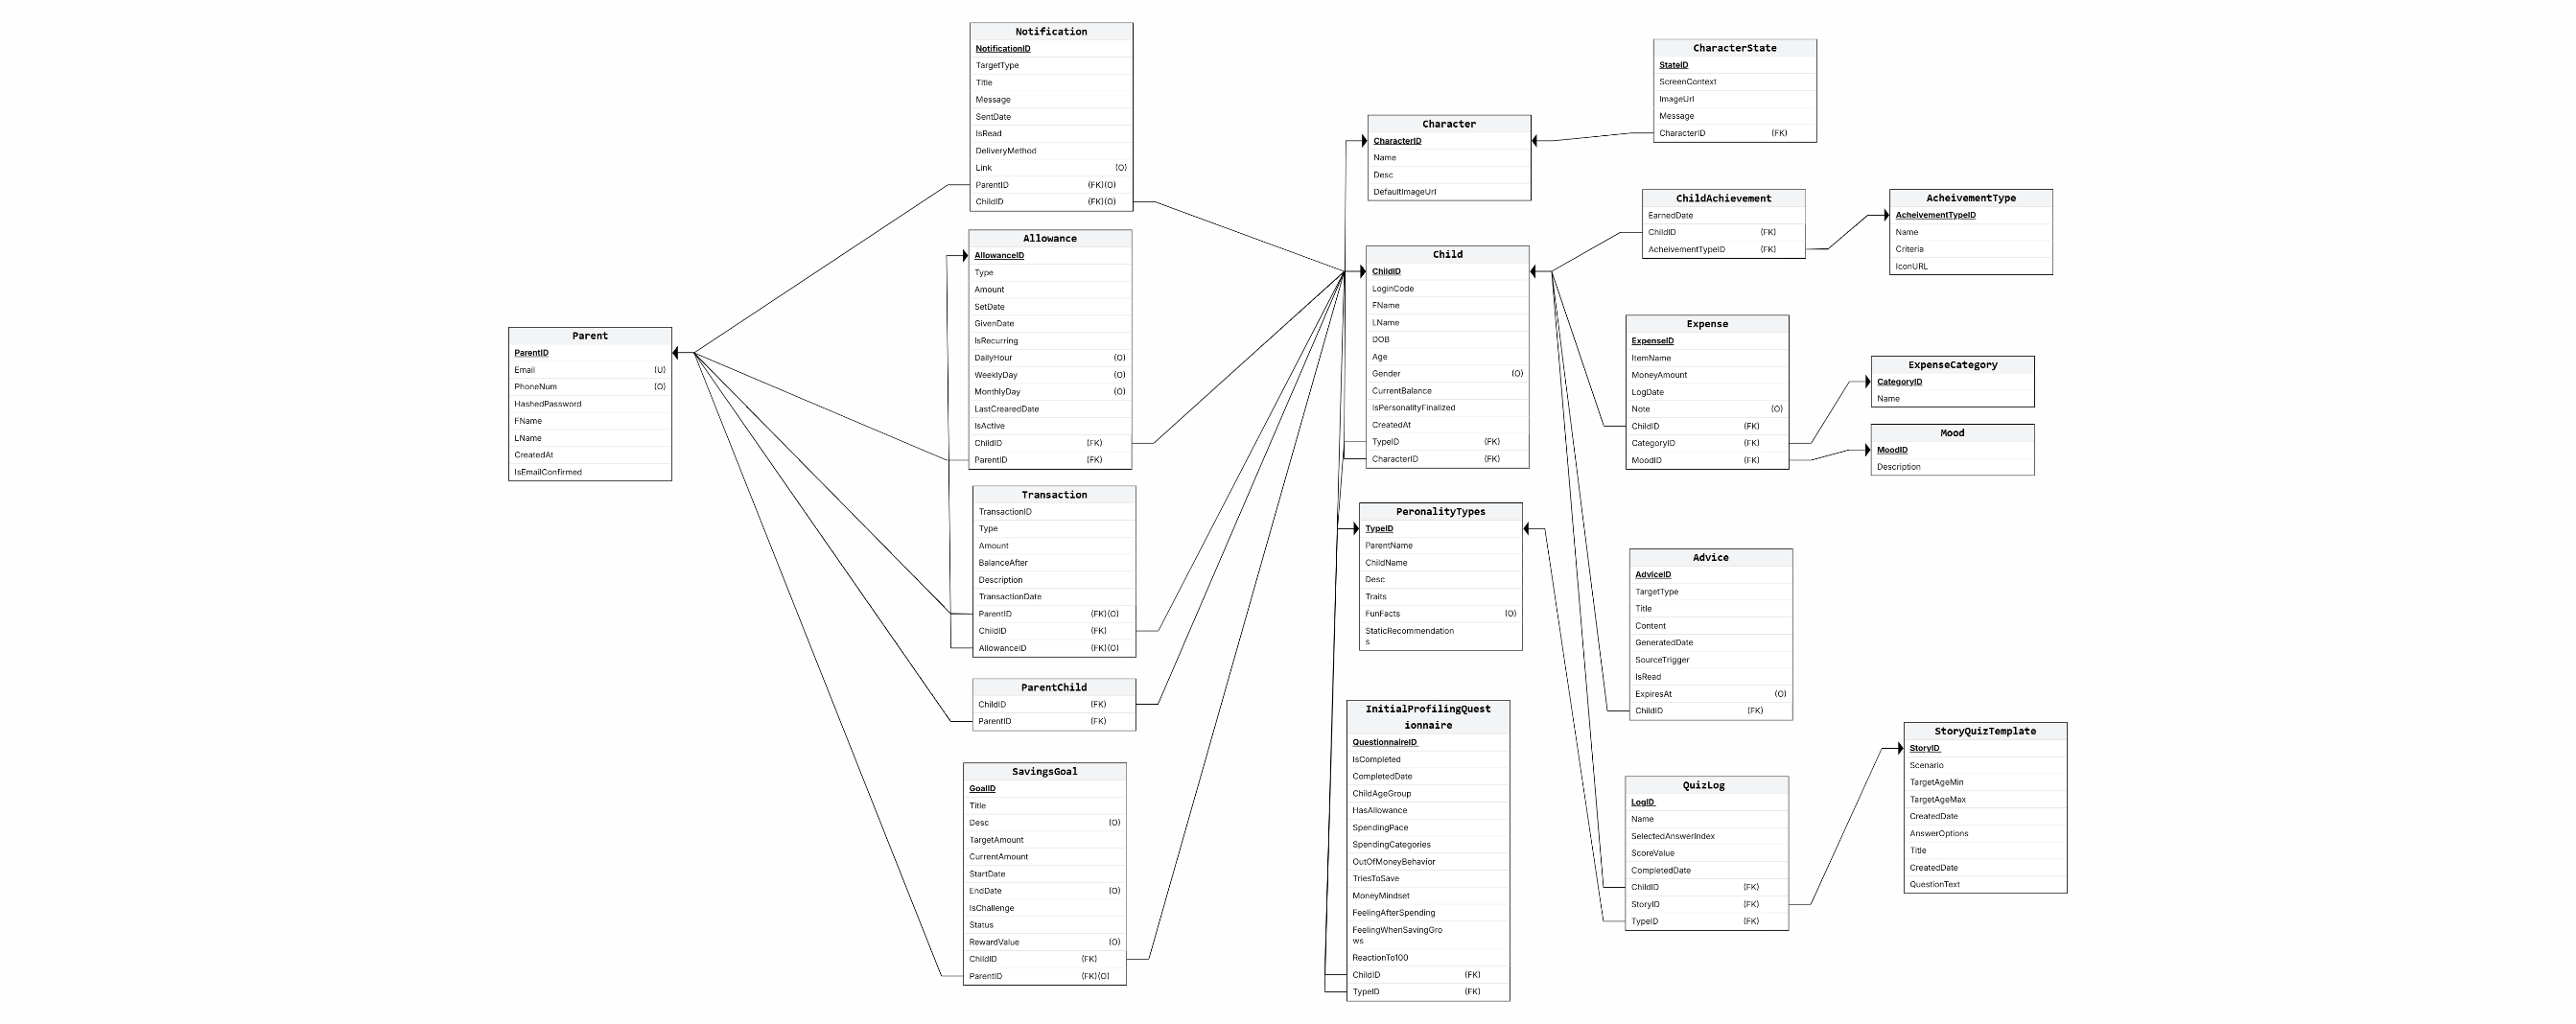 Parent
ParentID
Email (U)
PhoneNum (O)
HashedPassword
FName
LName
CreatedAt
IsEmailConfirmed
Notification
NotificationID
TargetType
Title
Message
SentDate
IsRead
DeliveryMethod
Link (O)
ParentID (FK)(O)
ChildID (FK)(O)
Allowance
AllowanceID
Type
Amount
SetDate
GivenDate
IsRecurring
DailyHour (O)
WeeklyDay (O)
MonthlyDay (O)
LastCrearedDate
IsActive
ChildID (FK)
ParentID (FK)
Transaction
TransactionID
Type
Amount
BalanceAfter
Description
TransactionDate
ParentID (FK)(O)
ChildID (FK)
AllowanceID (FK)(O)
ParentChild
ChildID (FK)
ParentID (FK)
SavingsGoal
GoalID
Title
Desc (O)
TargetAmount
CurrentAmount
StartDate
EndDate (O)
IsChallenge
Status
RewardValue (O)
ChildID (FK)
ParentID (FK)(O)
Character
CharacterID
Name
Desc
DefaultImageUrl
Child
ChildID
LoginCode
FName
LName
DOB
Age
Gender (O)
CurrentBalance
IsPersonalityFinalized
CreatedAt
TypeID (FK)
CharacterID (FK)
PeronalityTypes
TypeID
ParentName
ChildName
Desc
Traits
FunFacts (O)
StaticRecommendation
s
InitialProfilingQuest
ionnaire
QuestionnaireID
IsCompleted
CompletedDate
ChildAgeGroup
HasAllowance
SpendingPace
SpendingCategories
OutOfMoneyBehavior
TriesToSave
MoneyMindset
FeelingAfterSpending
FeelingWhenSavingGro
ws
ReactionTo100
ChildID (FK)
TypeID (FK)
CharacterState
StateID
ScreenContext
ImageUrl
Message
CharacterID (FK)
ChildAchievement
EarnedDate
ChildID (FK)
AcheivementTypeID (FK)
AcheivementType
AcheivementTypeID
Name
Criteria
IconURL
Expense
ExpenseID
ItemName
MoneyAmount
LogDate
Note (O)
ChildID (FK)
CategoryID (FK)
MoodID (FK)
ExpenseCategory
CategoryID
Name
Mood
MoodID
Description
Advice
AdviceID
TargetType
Title
Content
GeneratedDate
SourceTrigger
IsRead
ExpiresAt (O)
ChildID (FK)
QuizLog
LogID
Name
SelectedAnswerIndex
ScoreValue
CompletedDate
ChildID (FK)
StoryID (FK)
TypeID (FK)
StoryQuizTemplate
StoryID
Scenario
TargetAgeMin
TargetAgeMax
CreatedDate
AnswerOptions
Title
CreatedDate
QuestionText